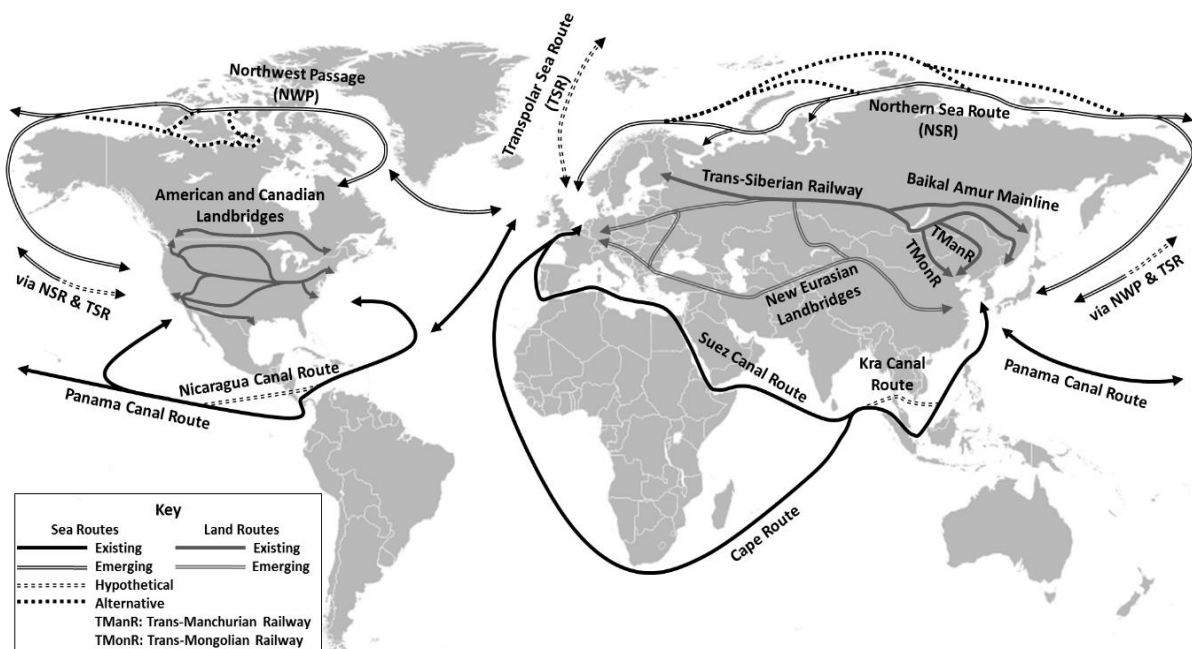 Northwest Passage
(NWP)
Transpolar Sea Route
(TSR)
Northern Sea Route
(NSR)
American and Canadian
Landbridges
Trans-Siberian Railway
Baikal Amur Mainline
TManR
TMonR
via NSR & TSR
New Eurasian
Landbridges
via NWP & TSR
Suez Canal Route
Kra Canal
Route
Nicaragua Canal Route
Panama Canal Route
Panama Canal Route
Cape Route
Key
Sea Routes Land Routes
Existing Existing
Emerging Emerging
Hypothetical
Alternative
TManR: Trans-Manchurian Railway
TMonR: Trans-Mongolian Railway